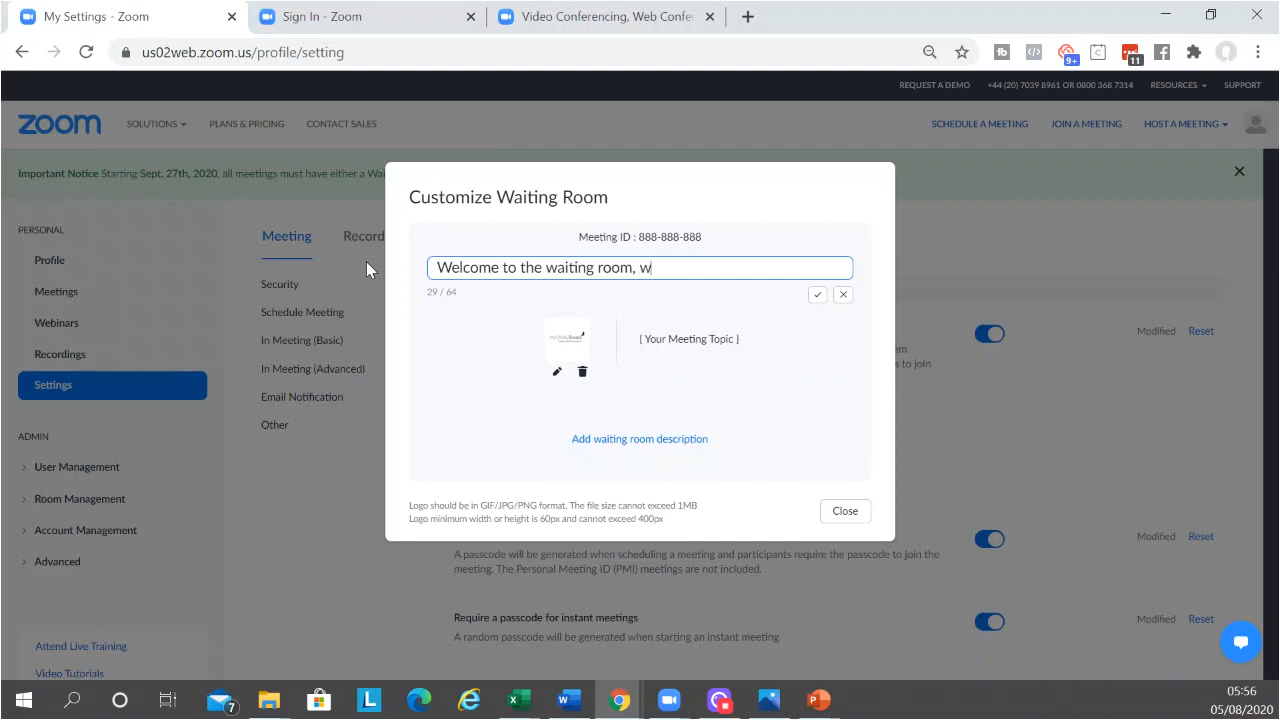 My Settings - Zoom
Sign In - Zoom
Video Conferencing, Web Confer
us02web.zoom.us/profile/setting
9+
11
REQUEST A DEMO
+44 (20) 7039 8961 OR 0800 368 7314
RESOURCES
SUPPORT
zoom
SOLUTIONS
PLANS & PRICING
CONTACT SALES
SCHEDULE A MEETING
JOIN A MEETING
HOST A MEETING
Important Notice Starting Sept. 27th, 2020, all meetings must have either a Wai
PERSONAL
Profile
Meetings
Webinars
Recordings
Settings
ADMIN
User Management
Room Management
Account Management
Advanced
Attend Live Training
Video Tutorials
Meeting
Record
Security
Schedule Meeting
In Meeting (Basic)
In Meeting (Advanced)
Email Notification
Other
Customize Waiting Room
Meeting ID : 888-888-888
Welcome to the waiting room, w
29 / 64
{ Your Meeting Topic }
Add waiting room description
Logo should be in GIF/JPG/PNG format. The file size cannot exceed 1MB
Logo minimum width or height is 60px and cannot exceed 400px
Close
em
s to join
Modified
Reset
A passcode will be generated when scheduling a meeting and participants require the passcode to join the
meeting. The Personal Meeting ID (PMI) meetings are not included.
Modified
Reset
Require a passcode for instant meetings
A random passcode will be generated when starting an instant meeting
Modified
Reset
7
05:56
05/08/2020